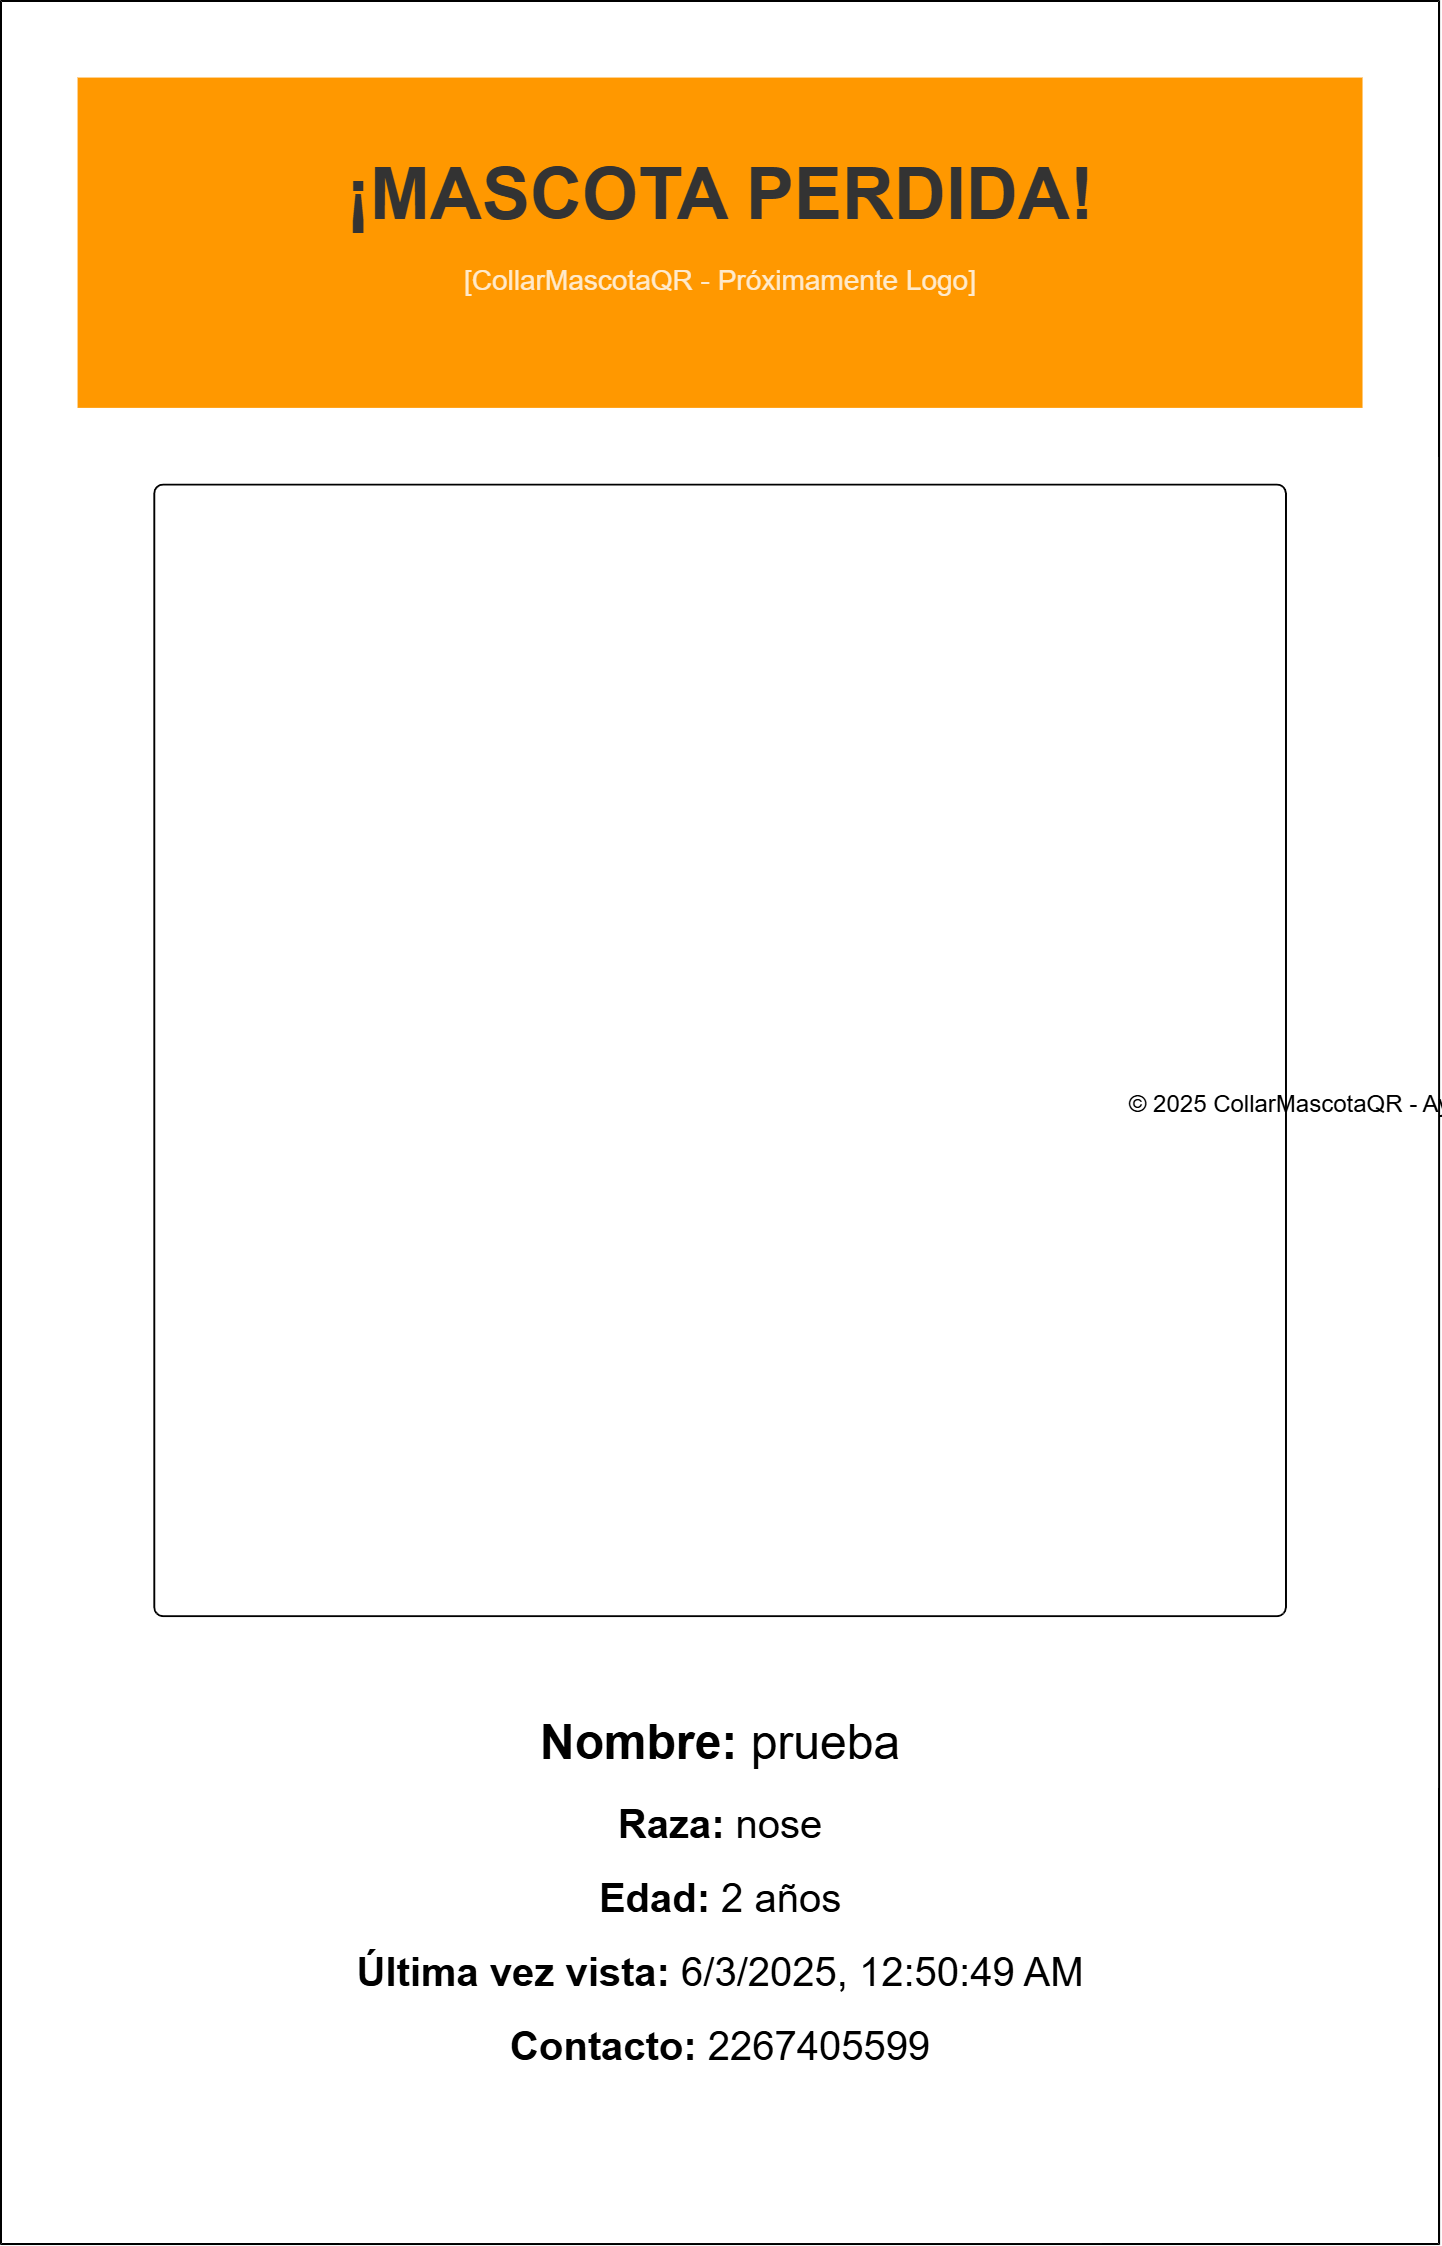 ¡MASCOTA PERDIDA!
[CollarMascotaQR - Próximamente Logo]
© 2025 CollarMascotaQR -
Nombre: prueba
Raza: nose
Edad: 2 años
Última vez vista: 6/3/2025, 12:50:49 AM
Contacto: 2267405599